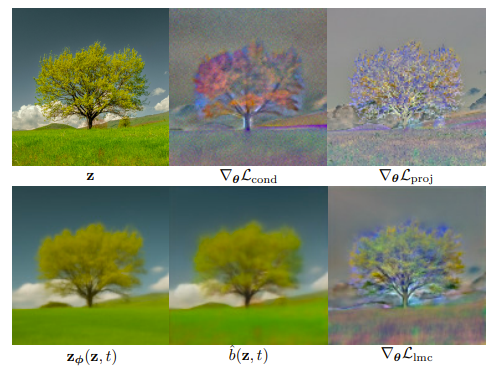 z ∇θLcond ∇θLproj
zϕ(z, t) b̂(z, t) ∇θLlmc